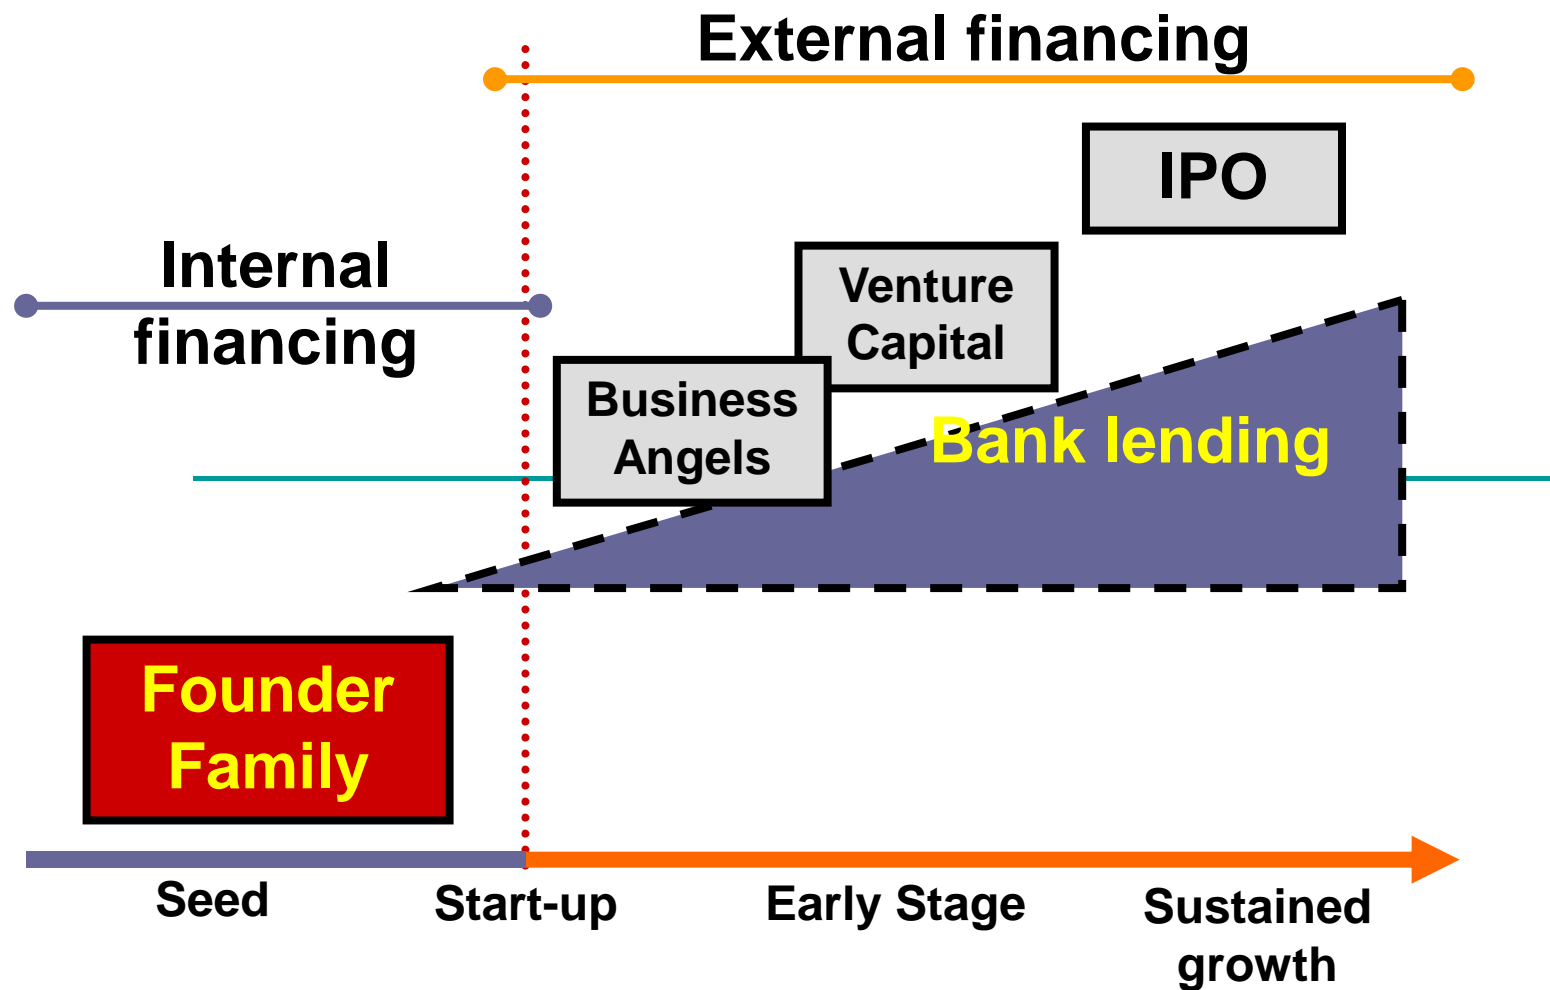 External financing
IPO
Internal
financing
Venture
Capital
Business
Angels
Bank lending
Founder
Family
Seed
Start-up
Early Stage
Sustained
growth